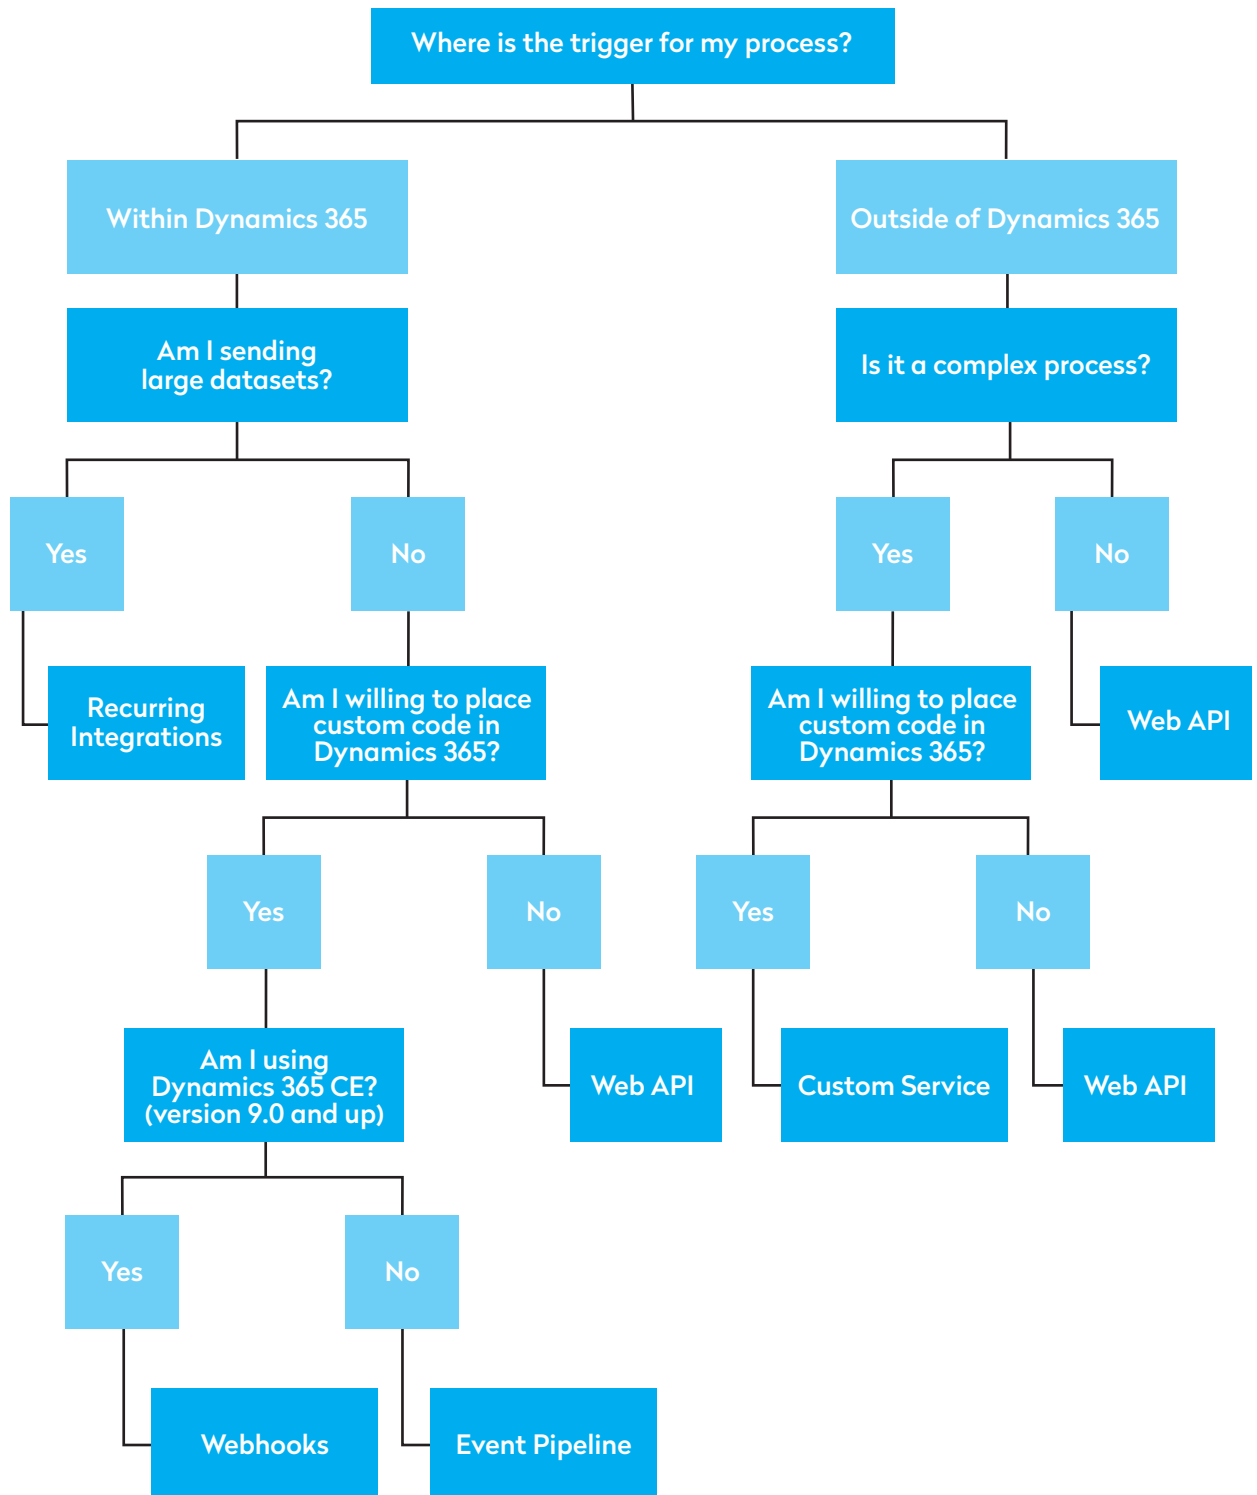 Where is the trigger for my process?
Within Dynamics 365
Outside of Dynamics 365
Am I sending
large datasets?
Is it a complex process?
Yes
No
Yes
No
Recurring
Integrations
Am I willing to place
custom code in
Dynamics 365?
Am I willing to place
custom code in
Dynamics 365?
Web API
Yes
No
Yes
No
Am I using
Dynamics 365 CE?
(version 9.0 and up)
Web API
Custom Service
Web API
Yes
No
Webhooks
Event Pipeline